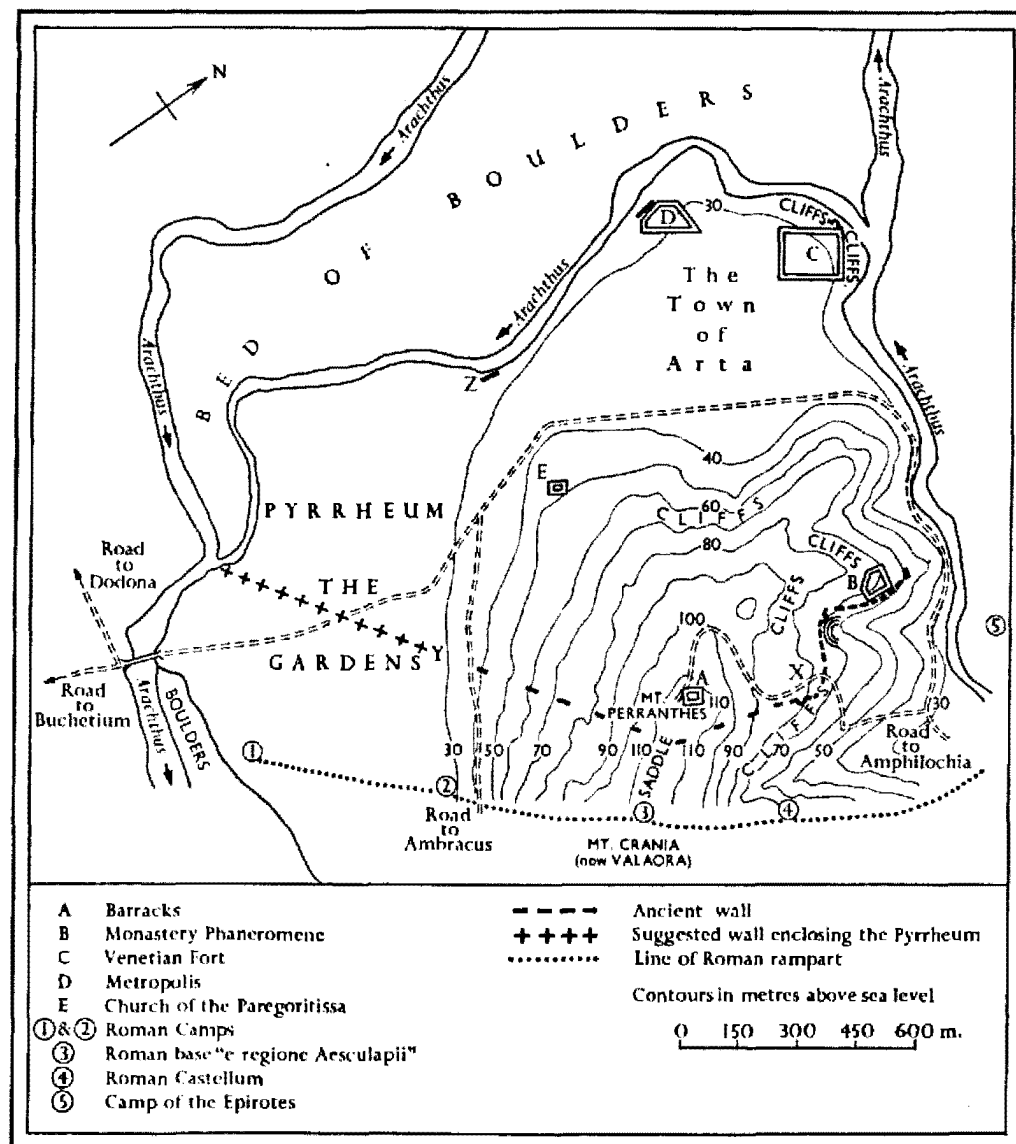 N
Arachthus
Arachthus
BED OF BOULDERS
D
30
CLIFFS
CLIFFS
C
The
Town
of
Arta
Arachthus
Arachthus
Arachthus
Z
40
E
PYRRHEUM
CLIFFS
60
80
CLIFFS
B
Road
to
Dodona
THE
GARDENS
Y
CLIFFS
100
X
5
A
MT.
PERRANTHES
110
Road
to
Buchetium
Arachthus
BOULDERS
30 50 70 90 110 110 90 70 50
SADDLE
CLIFFS
30
Road
to
Amphilochia
1
2
Road
to
Ambracus
3
4
MT. CRANIA
(now VALAORA)
A Barracks
B Monastery Phaneromene
C Venetian Fort
D Metropolis
E Church of the Paregoritissa
1 & 2 Roman Camps
3 Roman base "e regione Aesculapii"
4 Roman Castellum
5 Camp of the Epirotes
Ancient wall
Suggested wall enclosing the Pyrrheum
Line of Roman rampart
Contours in metres above sea level
0 150 300 450 600 m.